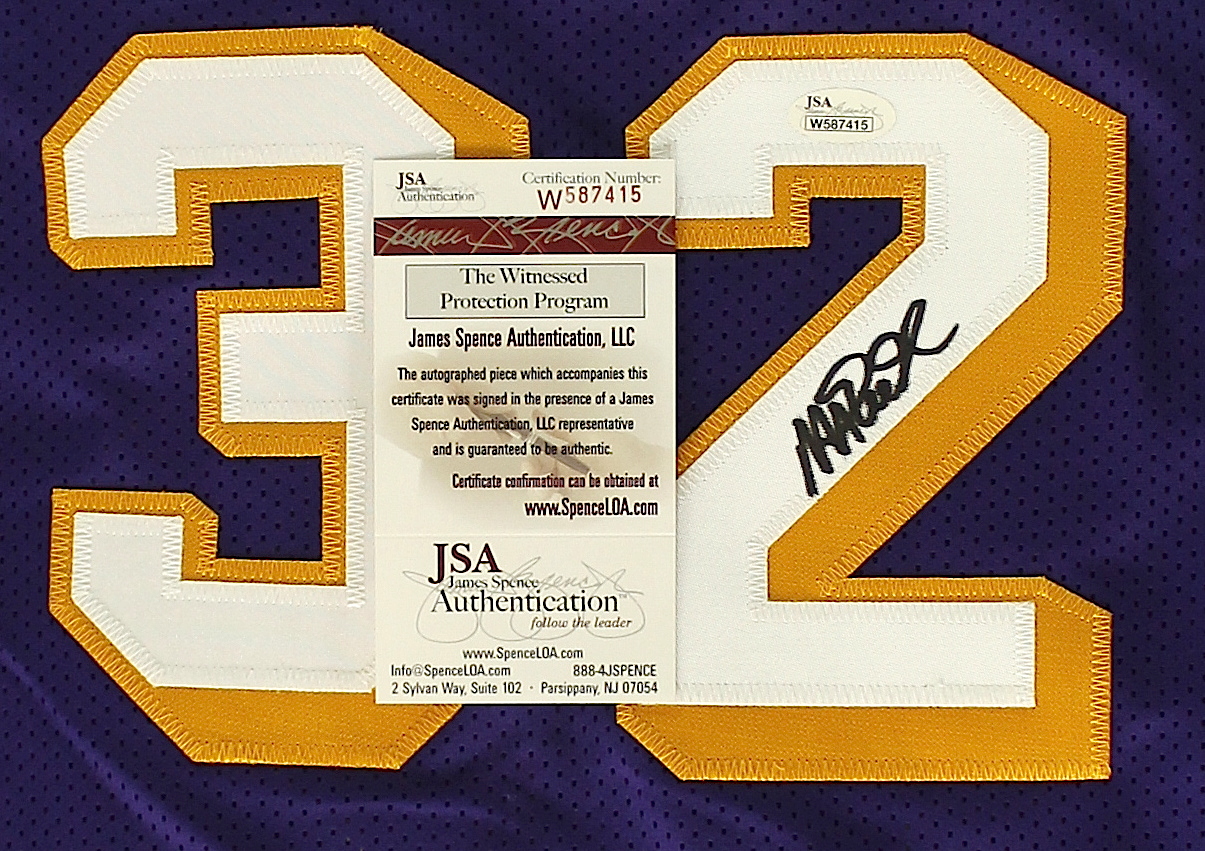 32
JSA
W587415
JSA
James Spence
Authentication
Certification Number:
W587415
The Witnessed
Protection Program
James Spence Authentication, LLC
The autographed piece which accompanies this
certificate was signed in the presence of a James
Spence Authentication, LLC representative
and is guaranteed to be authentic.
Certificate confirmation can be obtained at
www.SpenceLOA.com
JSA
James Spence
Authentication
follow the leader
www.SpenceLOA.com
Info@SpenceLOA.com 888-4JSPENCE
2 Sylvan Way, Suite 102 · Parsippany, NJ 07054